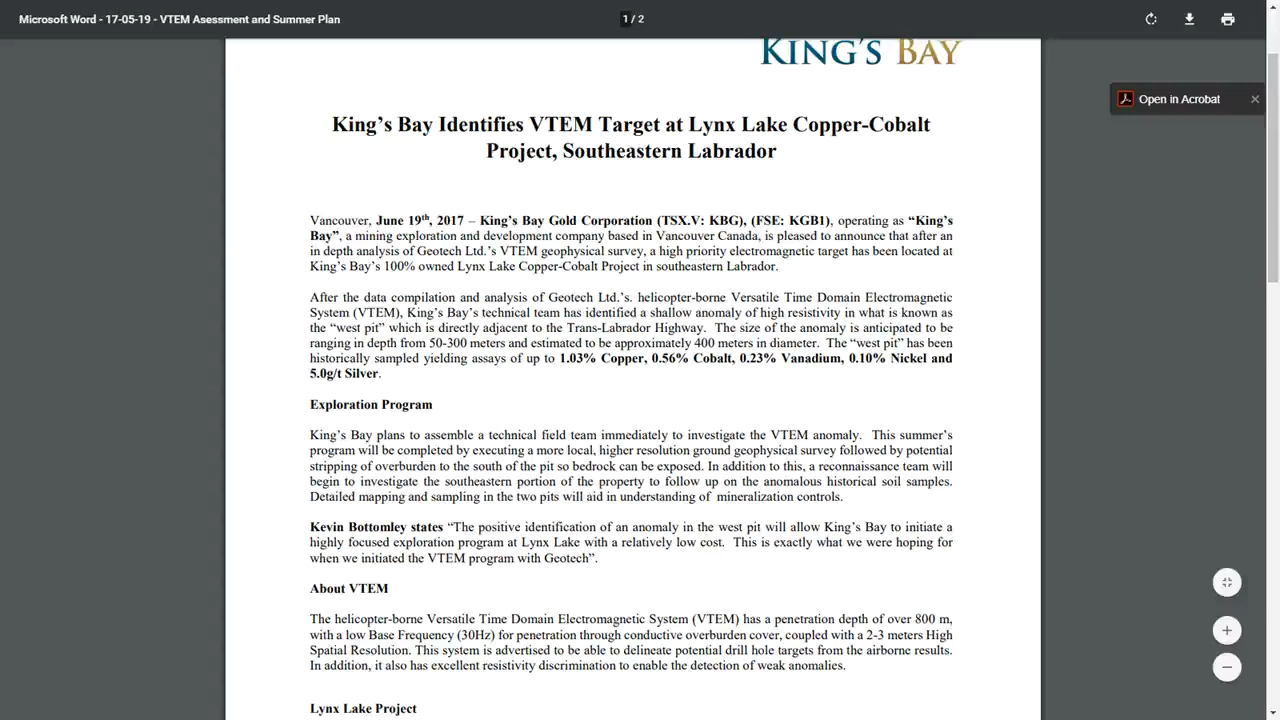 Microsoft Word - 17-05-19 - VTEM Asessment and Summer Plan
1 / 2
KING'S BAY
Open in Acrobat
King's Bay Identifies VTEM Target at Lynx Lake Copper-Cobalt
Project, Southeastern Labrador
Vancouver, June 19th, 2017 – King's Bay Gold Corporation (TSX.V: KBG), (FSE: KGB1), operating as “King's
Bay”, a mining exploration and development company based in Vancouver Canada, is pleased to announce that after an
in depth analysis of Geotech Ltd.'s VTEM geophysical survey, a high priority electromagnetic target has been located at
King's Bay's 100% owned Lynx Lake Copper-Cobalt Project in southeastern Labrador.
After the data compilation and analysis of Geotech Ltd.'s. helicopter-borne Versatile Time Domain Electromagnetic
System (VTEM), King's Bay's technical team has identified a shallow anomaly of high resistivity in what is known as
the “west pit” which is directly adjacent to the Trans-Labrador Highway. The size of the anomaly is anticipated to be
ranging in depth from 50-300 meters and estimated to be approximately 400 meters in diameter. The “west pit” has been
historically sampled yielding assays of up to 1.03% Copper, 0.56% Cobalt, 0.23% Vanadium, 0.10% Nickel and
5.0g/t Silver.
Exploration Program
King's Bay plans to assemble a technical field team immediately to investigate the VTEM anomaly. This summer's
program will be completed by executing a more local, higher resolution ground geophysical survey followed by potential
stripping of overburden to the south of the pit so bedrock can be exposed. In addition to this, a reconnaissance team will
begin to investigate the southeastern portion of the property to follow up on the anomalous historical soil samples.
Detailed mapping and sampling in the two pits will aid in understanding of mineralization controls.
Kevin Bottomley states “The positive identification of an anomaly in the west pit will allow King's Bay to initiate a
highly focused exploration program at Lynx Lake with a relatively low cost. This is exactly what we were hoping for
when we initiated the VTEM program with Geotech”.
About VTEM
The helicopter-borne Versatile Time Domain Electromagnetic System (VTEM) has a penetration depth of over 800 m,
with a low Base Frequency (30Hz) for penetration through conductive overburden cover, coupled with a 2-3 meters High
Spatial Resolution. This system is advertised to be able to delineate potential drill hole targets from the airborne results.
In addition, it also has excellent resistivity discrimination to enable the detection of weak anomalies.
Lynx Lake Project